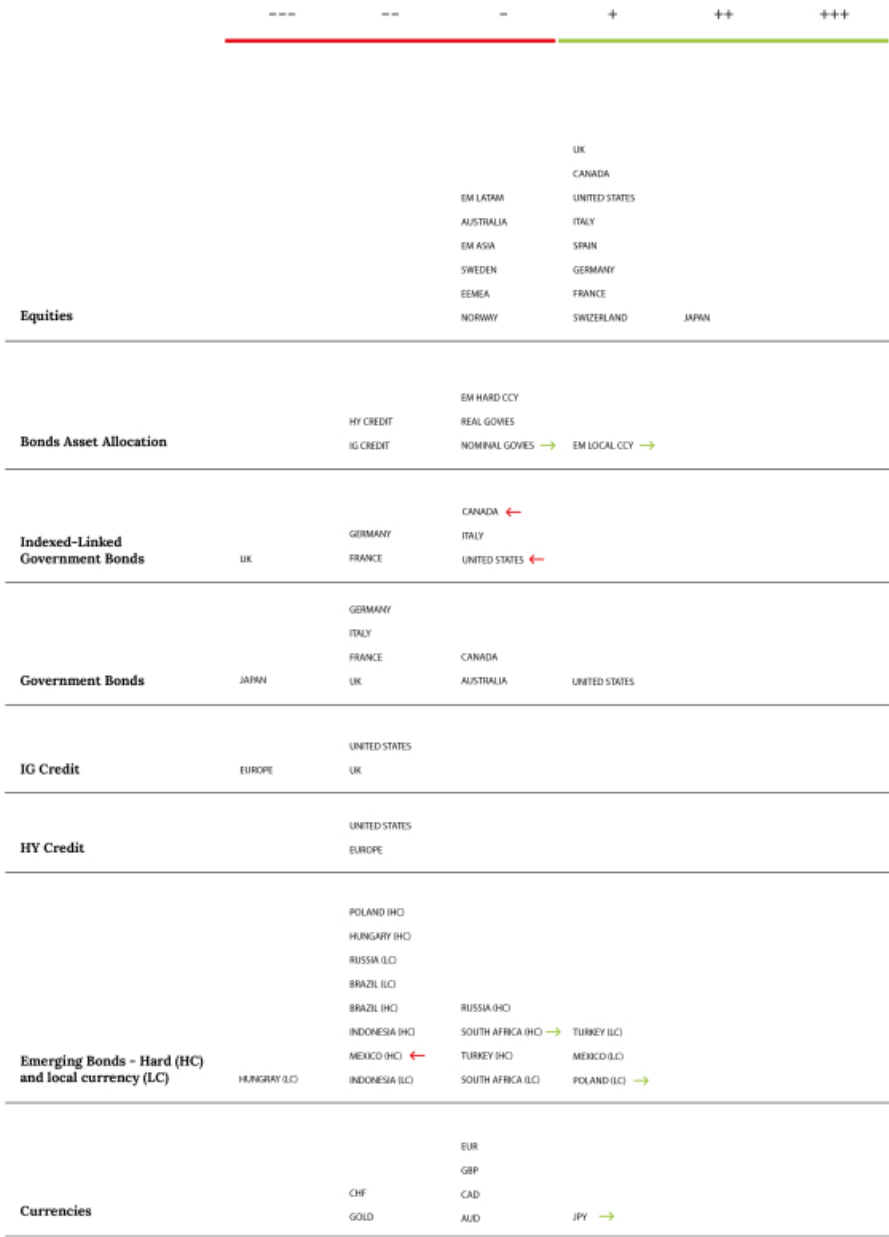 --- -- - + ++ +++
UK
CANADA
EM LATAM UNITED STATES
AUSTRALIA ITALY
EM ASIA SPAIN
SWEDEN GERMANY
EEMEA FRANCE
Equities NORWAY SWIZERLAND JAPAN
EM HARD CCY
HY CREDIT REAL GOVIES
Bonds Asset Allocation IG CREDIT NOMINAL GOVIES → EM LOCAL CCY →
CANADA ←
Indexed-Linked GERMANY ITALY
Government Bonds UK FRANCE UNITED STATES ←
GERMANY
ITALY
FRANCE CANADA
Government Bonds JAPAN UK AUSTRALIA UNITED STATES
UNITED STATES
IG Credit EUROPE UK
UNITED STATES
HY Credit EUROPE
POLAND (HC)
HUNGARY (HC)
RUSSIA (LC)
BRAZIL (LC)
BRAZIL (HC) RUSSIA (HC)
INDONESIA (HC) SOUTH AFRICA (HC) → TURKEY (LC)
Emerging Bonds - Hard (HC) MEXICO (HC) ← TURKEY (HC) MEXICO (LC)
and local currency (LC) HUNGRAY (LC) INDONESIA (LC) SOUTH AFRICA (LC) POLAND (LC) →
EUR
GBP
CHF CAD
Currencies GOLD AUD JPY →